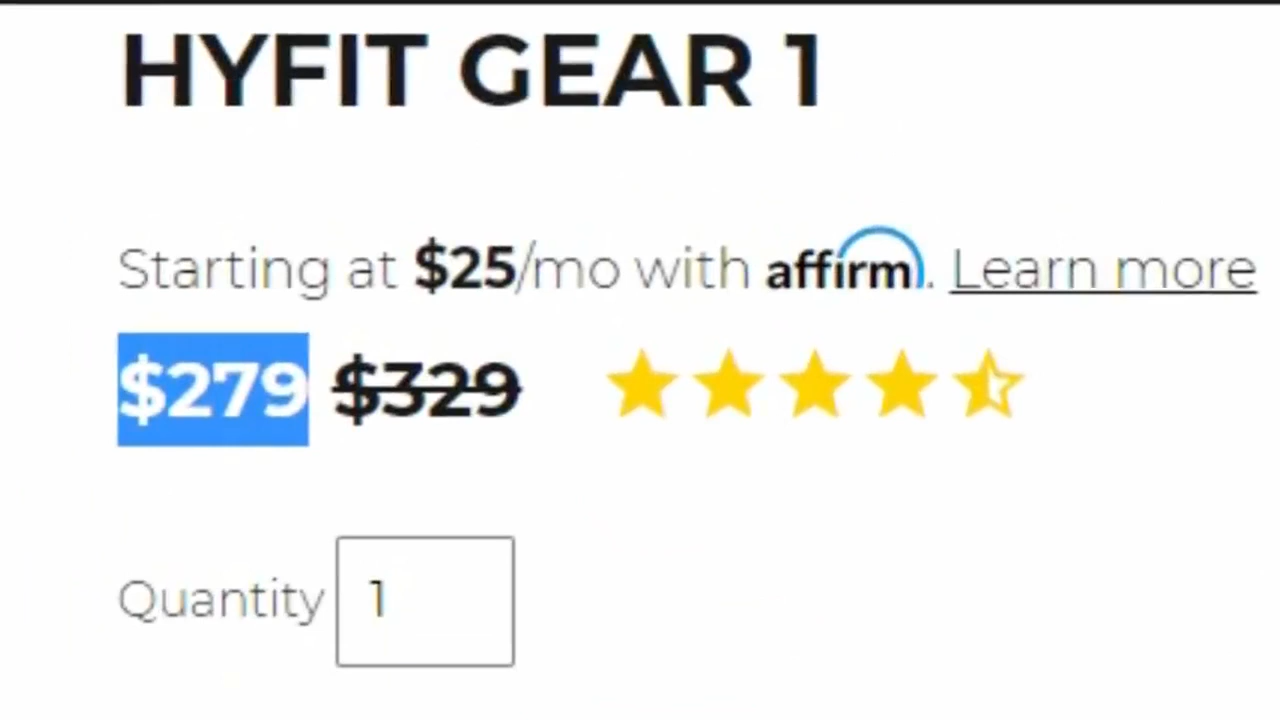 HYFIT GEAR 1
Starting at $25/mo with affirm. Learn more
$279 $329
Quantity 1